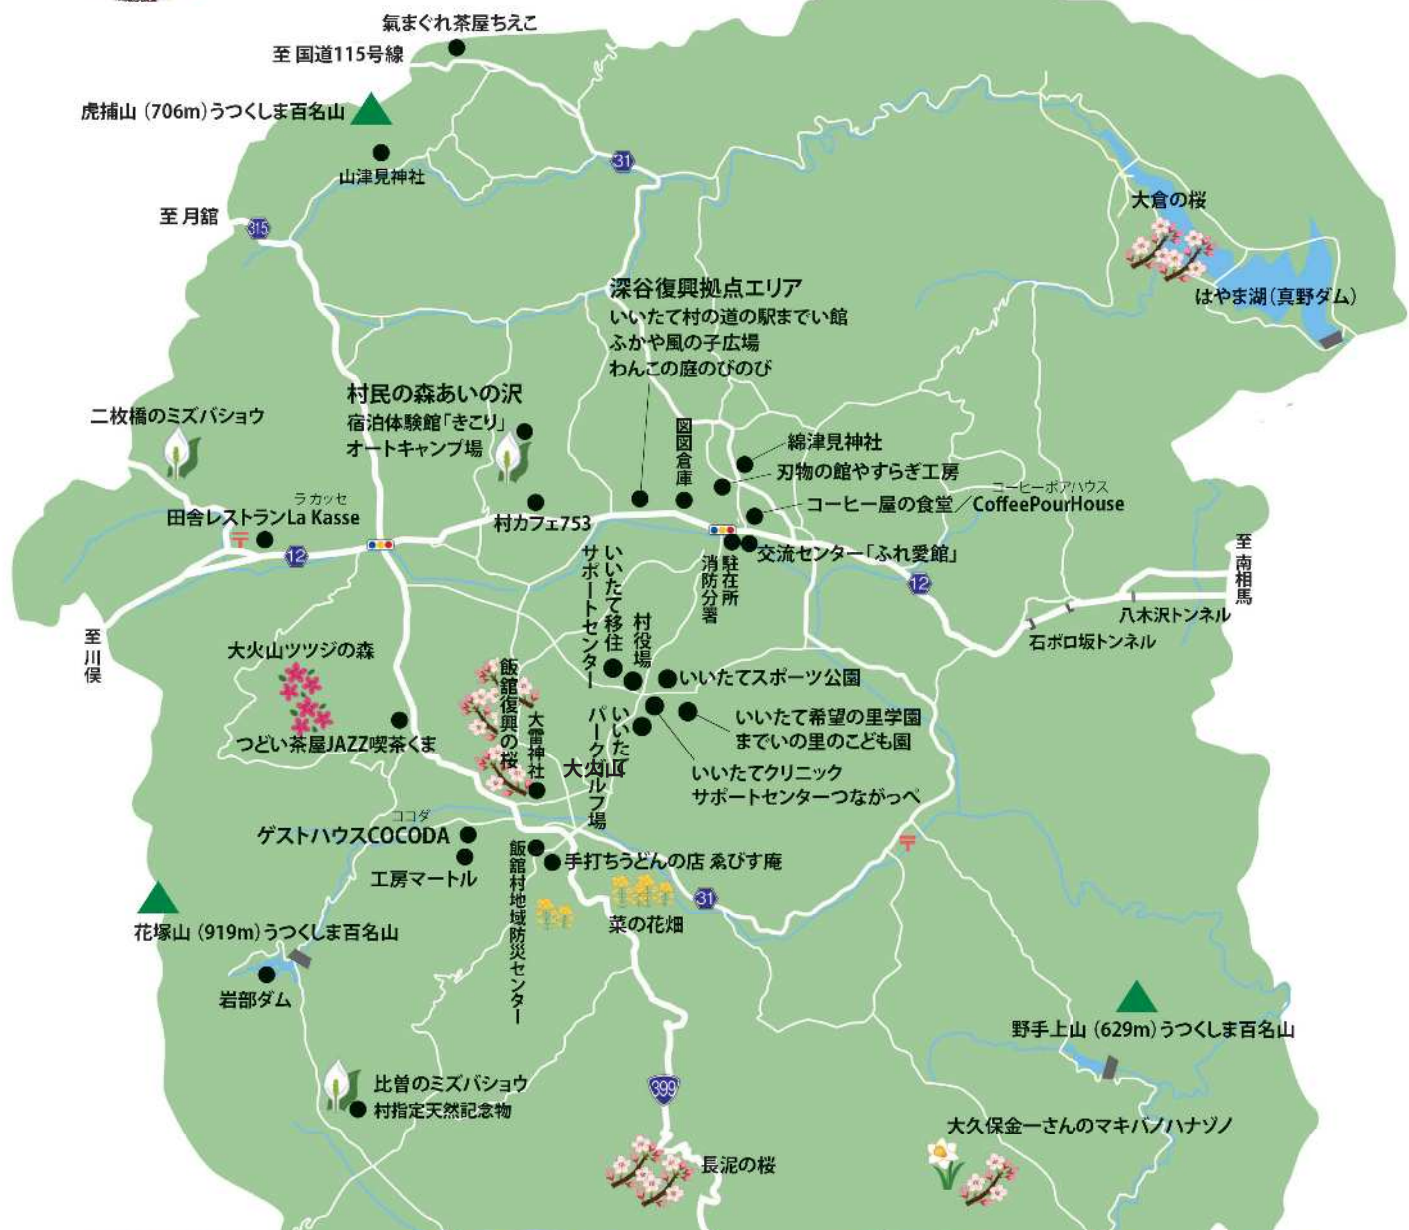 氣まぐれ茶屋ちえこ
至 国道115号線
虎捕山（706m）うつくしま百名山
山津見神社
31
至 月舘
315
大倉の桜
はやま湖（真野ダム）
深谷復興拠点エリア
いいたて村の道の駅までい館
ふかや風の子広場
わんこの庭のびのび
村民の森あいの沢
宿泊体験館「きこり」
オートキャンプ場
二枚橋のミズバショウ
図図倉庫
綿津見神社
刃物の館やすらぎ工房
コーヒーポアハウス
コーヒー屋の食堂／CoffeePourHouse
ラ カッセ
田舎レストランLa Kasse
〒
村カフェ753
12
交流センター「ふれ愛館」
駐在所
消防分署
12
至 南相馬
八木沢トンネル
石ポロ坂トンネル
至 川俣
いいたて移住
サポートセンター
村役場
いいたてスポーツ公園
大火山ツツジの森
飯舘復興の桜
大雷神社
大火山
いいたて
パークゴルフ場
いいたて希望の里学園
までいの里のこども園
いいたてクリニック
サポートセンターつながっぺ
つどい茶屋JAZZ喫茶くま
ココダ
ゲストハウスCOCODA
工房マートル
飯舘村地域防災センター
手打ちうどんの店 ゑびす庵
〒
31
菜の花畑
花塚山（919m）うつくしま百名山
岩部ダム
野手上山（629m）うつくしま百名山
比曽のミズバショウ
村指定天然記念物
399
長泥の桜
大久保金一さんのマキバノハナゾノ